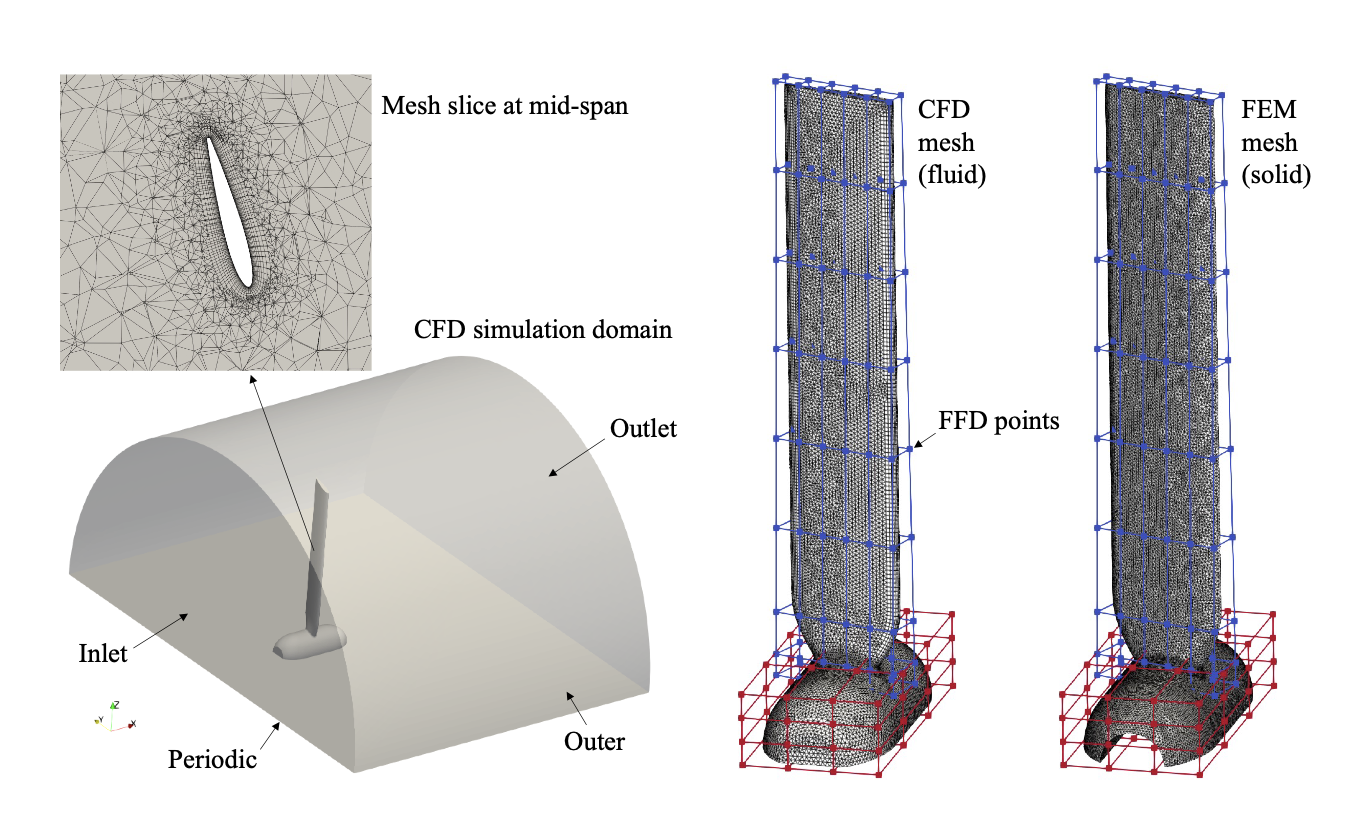 Mesh slice at mid-span
CFD simulation domain
Outlet
Inlet
Periodic
Outer
Z
Y
X
CFD
mesh
(fluid)
FEM
mesh
(solid)
FFD points